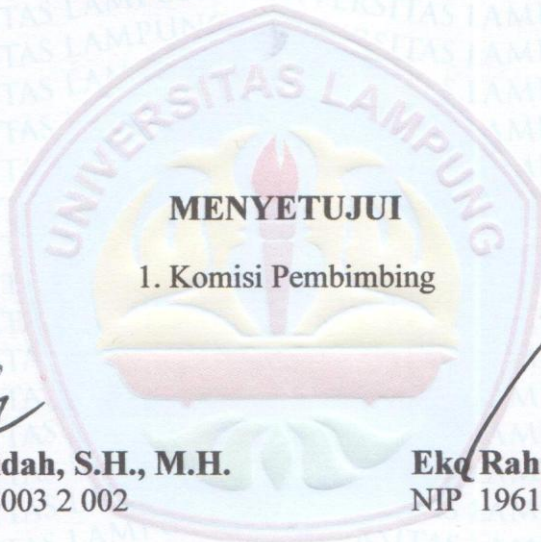 UNIVERSITAS LAMPUNG
MENYETUJUI
1. Komisi Pembimbing
dah, S.H., M.H.
003 2 002
Eko Rah
NIP 1961